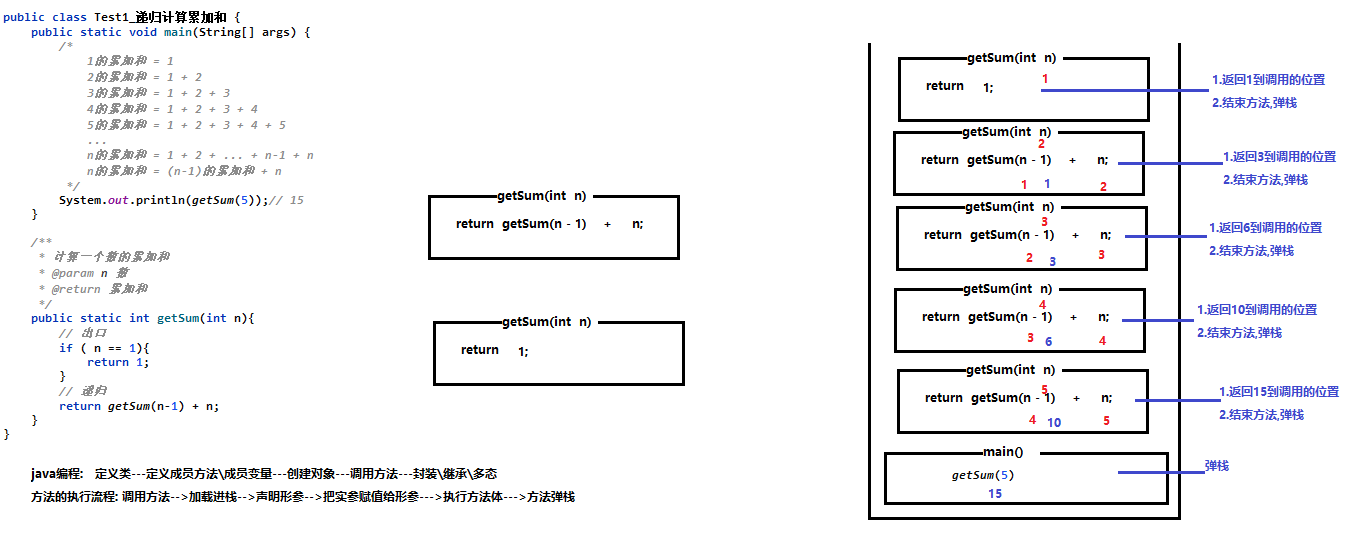 public class Test1_递归计算累加和 {
public static void main(String[] args) {
/*
1的累加和 = 1
2的累加和 = 1 + 2
3的累加和 = 1 + 2 + 3
4的累加和 = 1 + 2 + 3 + 4
5的累加和 = 1 + 2 + 3 + 4 + 5
...
n的累加和 = 1 + 2 + ... + n-1 + n
n的累加和 = (n-1)的累加和 + n
*/
System.out.println(getSum(5));// 15
}
/**
* 计算一个数的累加和
* @param n 数
* @return 累加和
*/
public static int getSum(int n){
// 出口
if ( n == 1){
return 1;
}
// 递归
return getSum(n-1) + n;
}
}
java编程: 定义类---定义成员方法\成员变量---创建对象---调用方法---封装\继承\多态
方法的执行流程: 调用方法-->加载进栈-->声明形参-->把实参赋值给形参--->执行方法体--->方法弹栈
getSum(int n)
return getSum(n - 1) + n;
getSum(int n)
return 1;
getSum(int n)
1
return 1;
1.返回1到调用的位置
2.结束方法,弹栈
getSum(int n)
2
return getSum(n - 1) + n;
1 1 2
1.返回3到调用的位置
2.结束方法,弹栈
getSum(int n)
3
return getSum(n - 1) + n;
2 3 3
1.返回6到调用的位置
2.结束方法,弹栈
getSum(int n)
4
return getSum(n - 1) + n;
3 6 4
1.返回10到调用的位置
2.结束方法,弹栈
getSum(int n)
5
return getSum(n - 1) + n;
4 10 5
1.返回15到调用的位置
2.结束方法,弹栈
main()
getSum(5)
15
弹栈